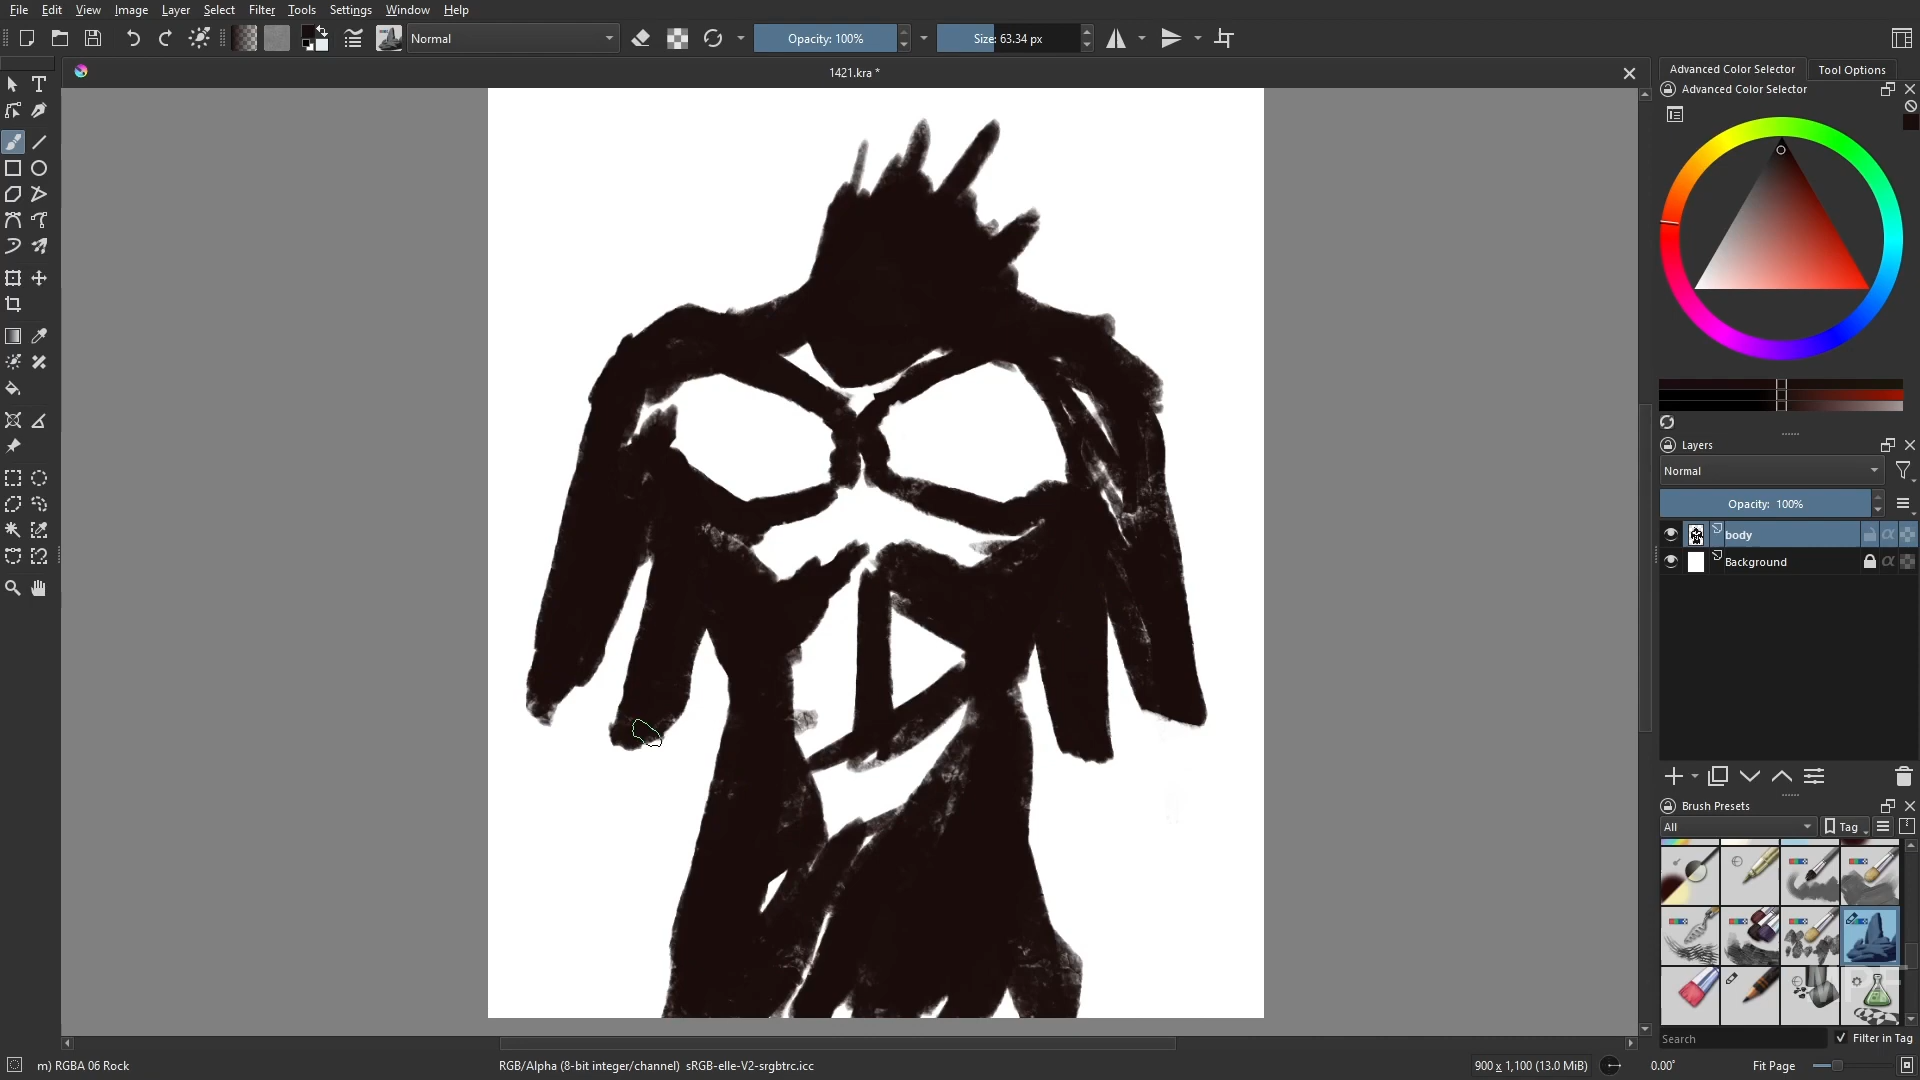 File Edit View Image Layer Select Filter Tools Settings Window Help
Normal Opacity: 100% Size: 63.34 px
1421.kra *
Advanced Color Selector Tool Options
Advanced Color Selector
Layers
Normal
Opacity: 100%
body
Background
Brush Presets
All Tag
Search Filter in Tag
m) RGBA 06 Rock RGB/Alpha (8-bit integer/channel) sRGB-elle-V2-srgbtrc.icc 900 x 1,100 (13.0 MiB) 0.00° Fit Page